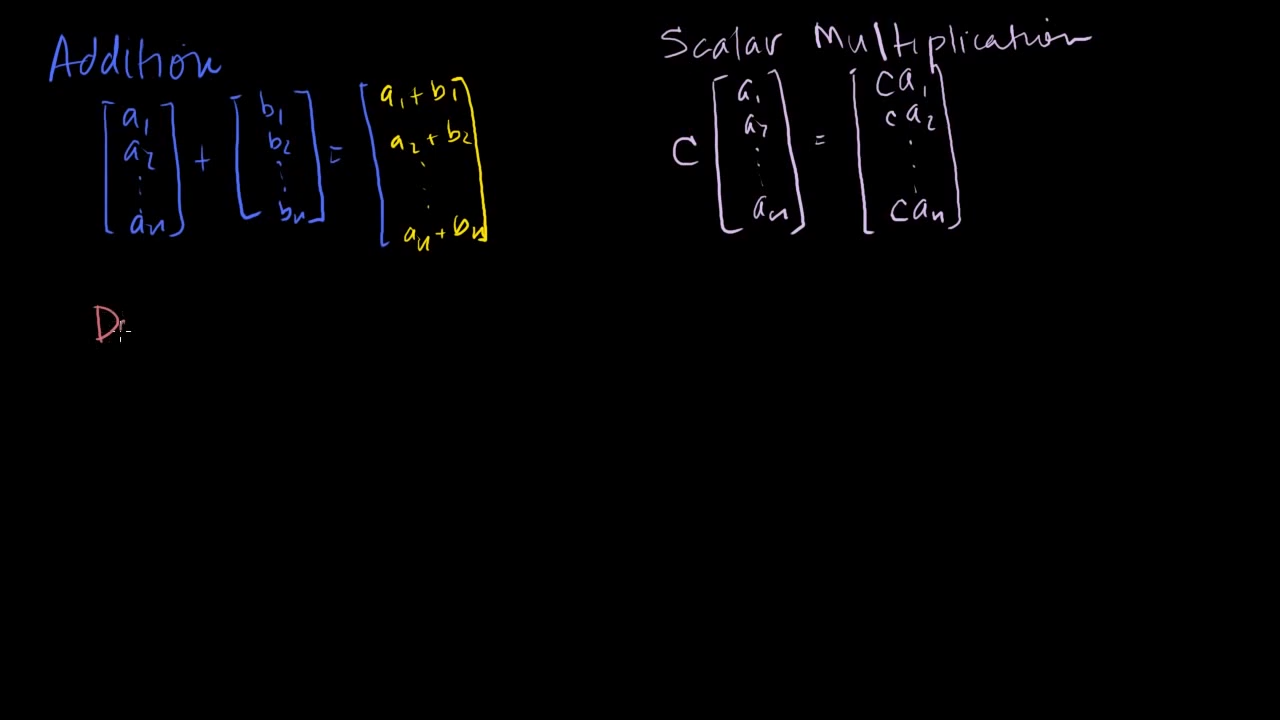 Addition
[a₁ a₂ ⋮ aₙ] + [b₁ b₂ ⋮ bₙ] = [a₁ + b₁ a₂ + b₂ ⋮ aₙ + bₙ]
Scalar Multiplication
c [a₁ a₂ ⋮ aₙ] = [ca₁ ca₂ ⋮ caₙ]
D